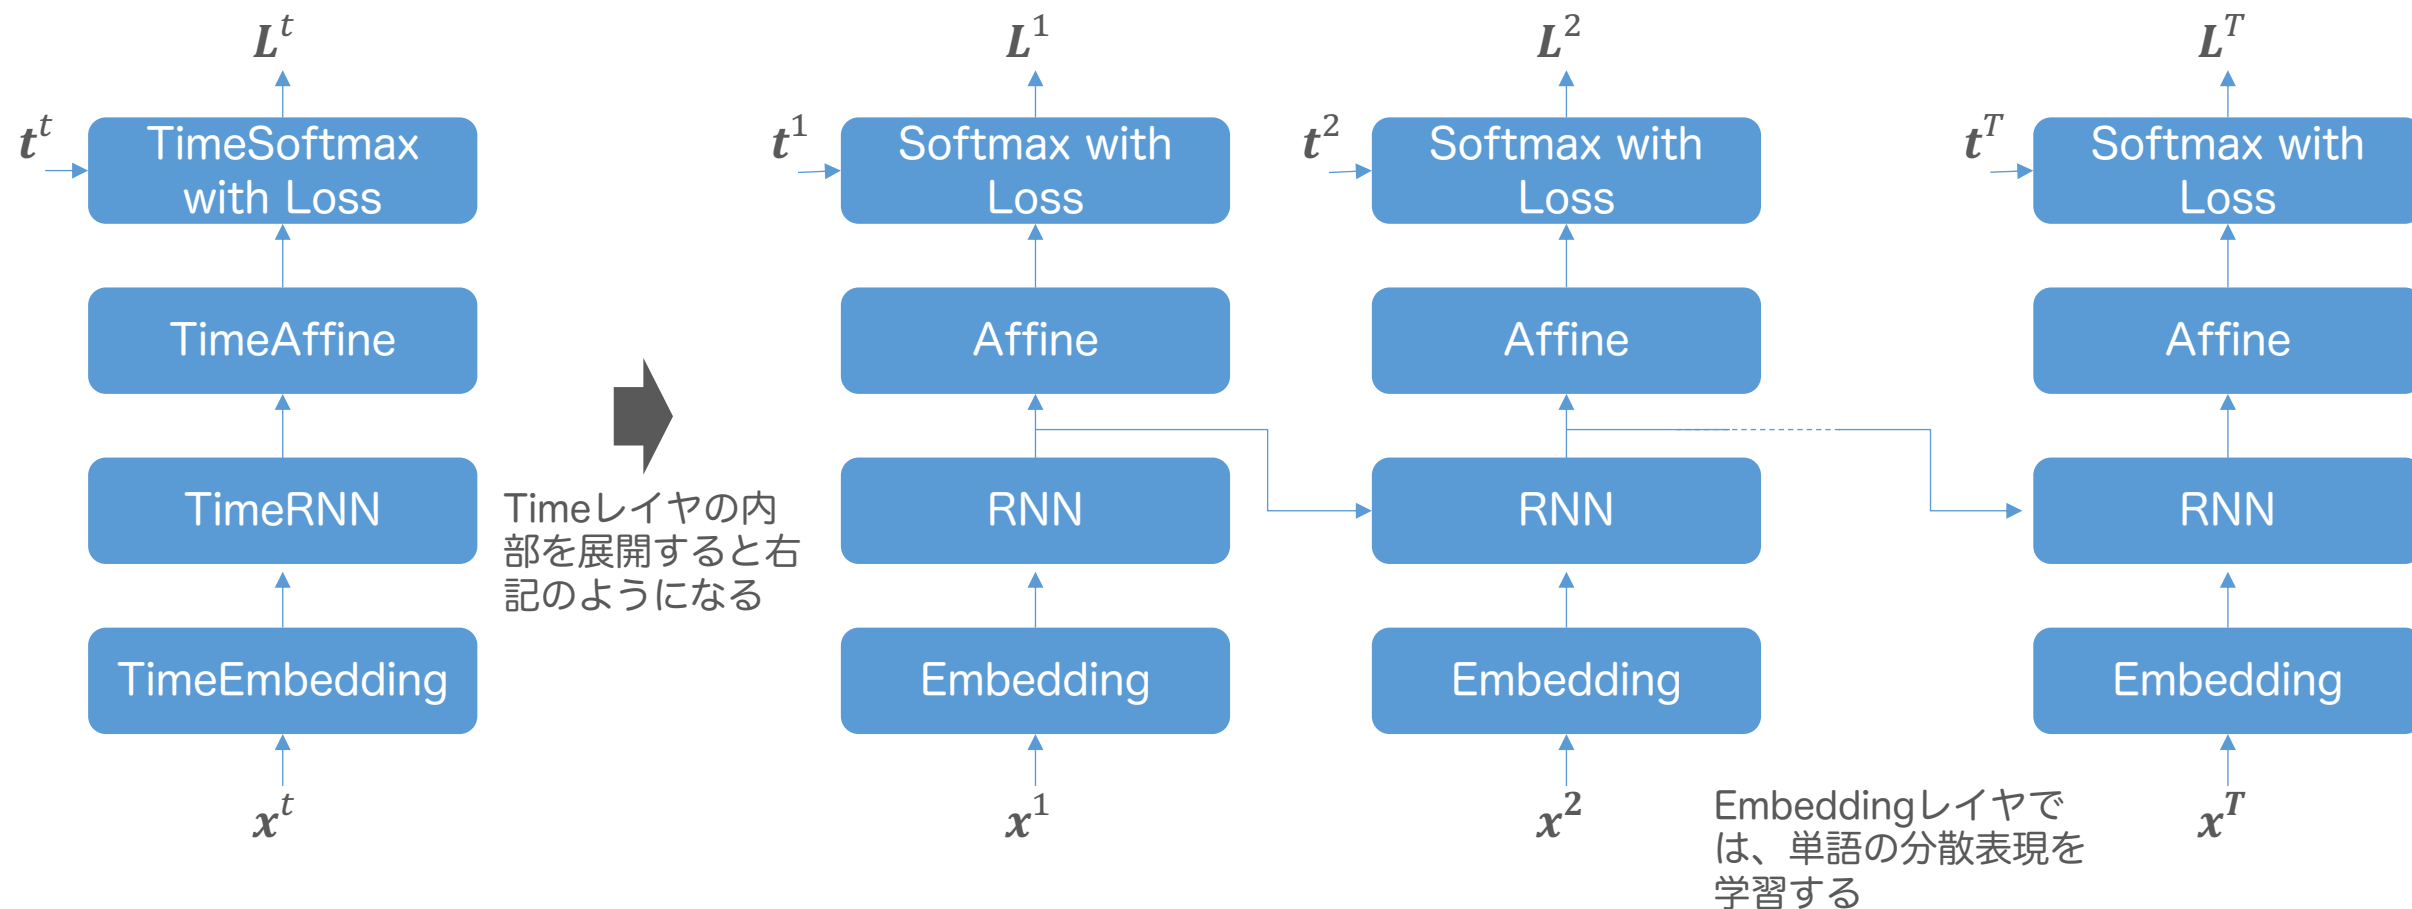 L^t
t^t
TimeSoftmax
with Loss
TimeAffine
TimeRNN
TimeEmbedding
x^t
Timeレイヤの内
部を展開すると右
記のようになる
L^1
t^1
Softmax with
Loss
Affine
RNN
Embedding
x^1
L^2
t^2
Softmax with
Loss
Affine
RNN
Embedding
x^2
Embeddingレイヤで
は、単語の分散表現を
学習する
L^T
t^T
Softmax with
Loss
Affine
RNN
Embedding
x^T